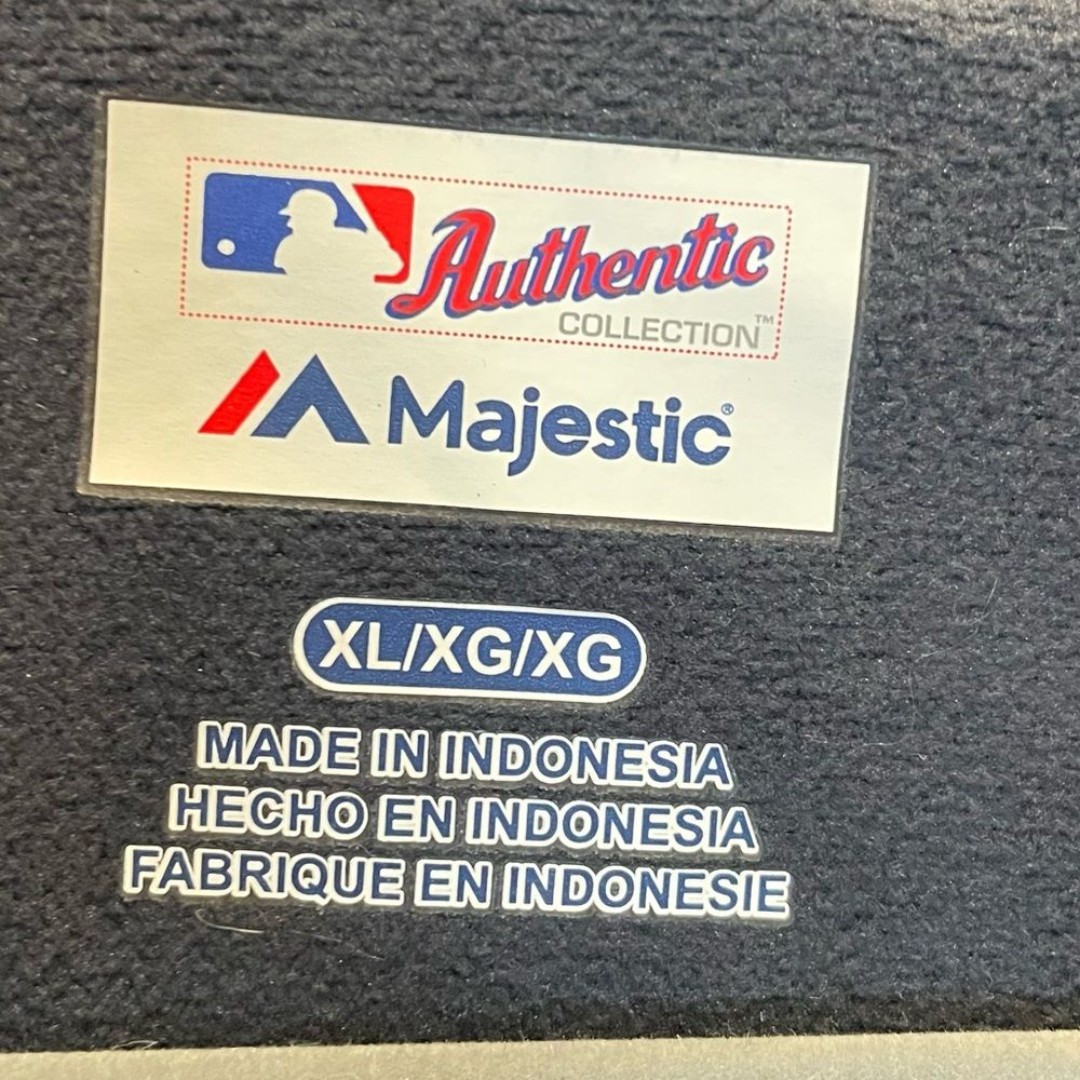 Authentic
COLLECTION™
Majestic®
XL/XG/XG
MADE IN INDONESIA
HECHO EN INDONESIA
FABRIQUE EN INDONESIE